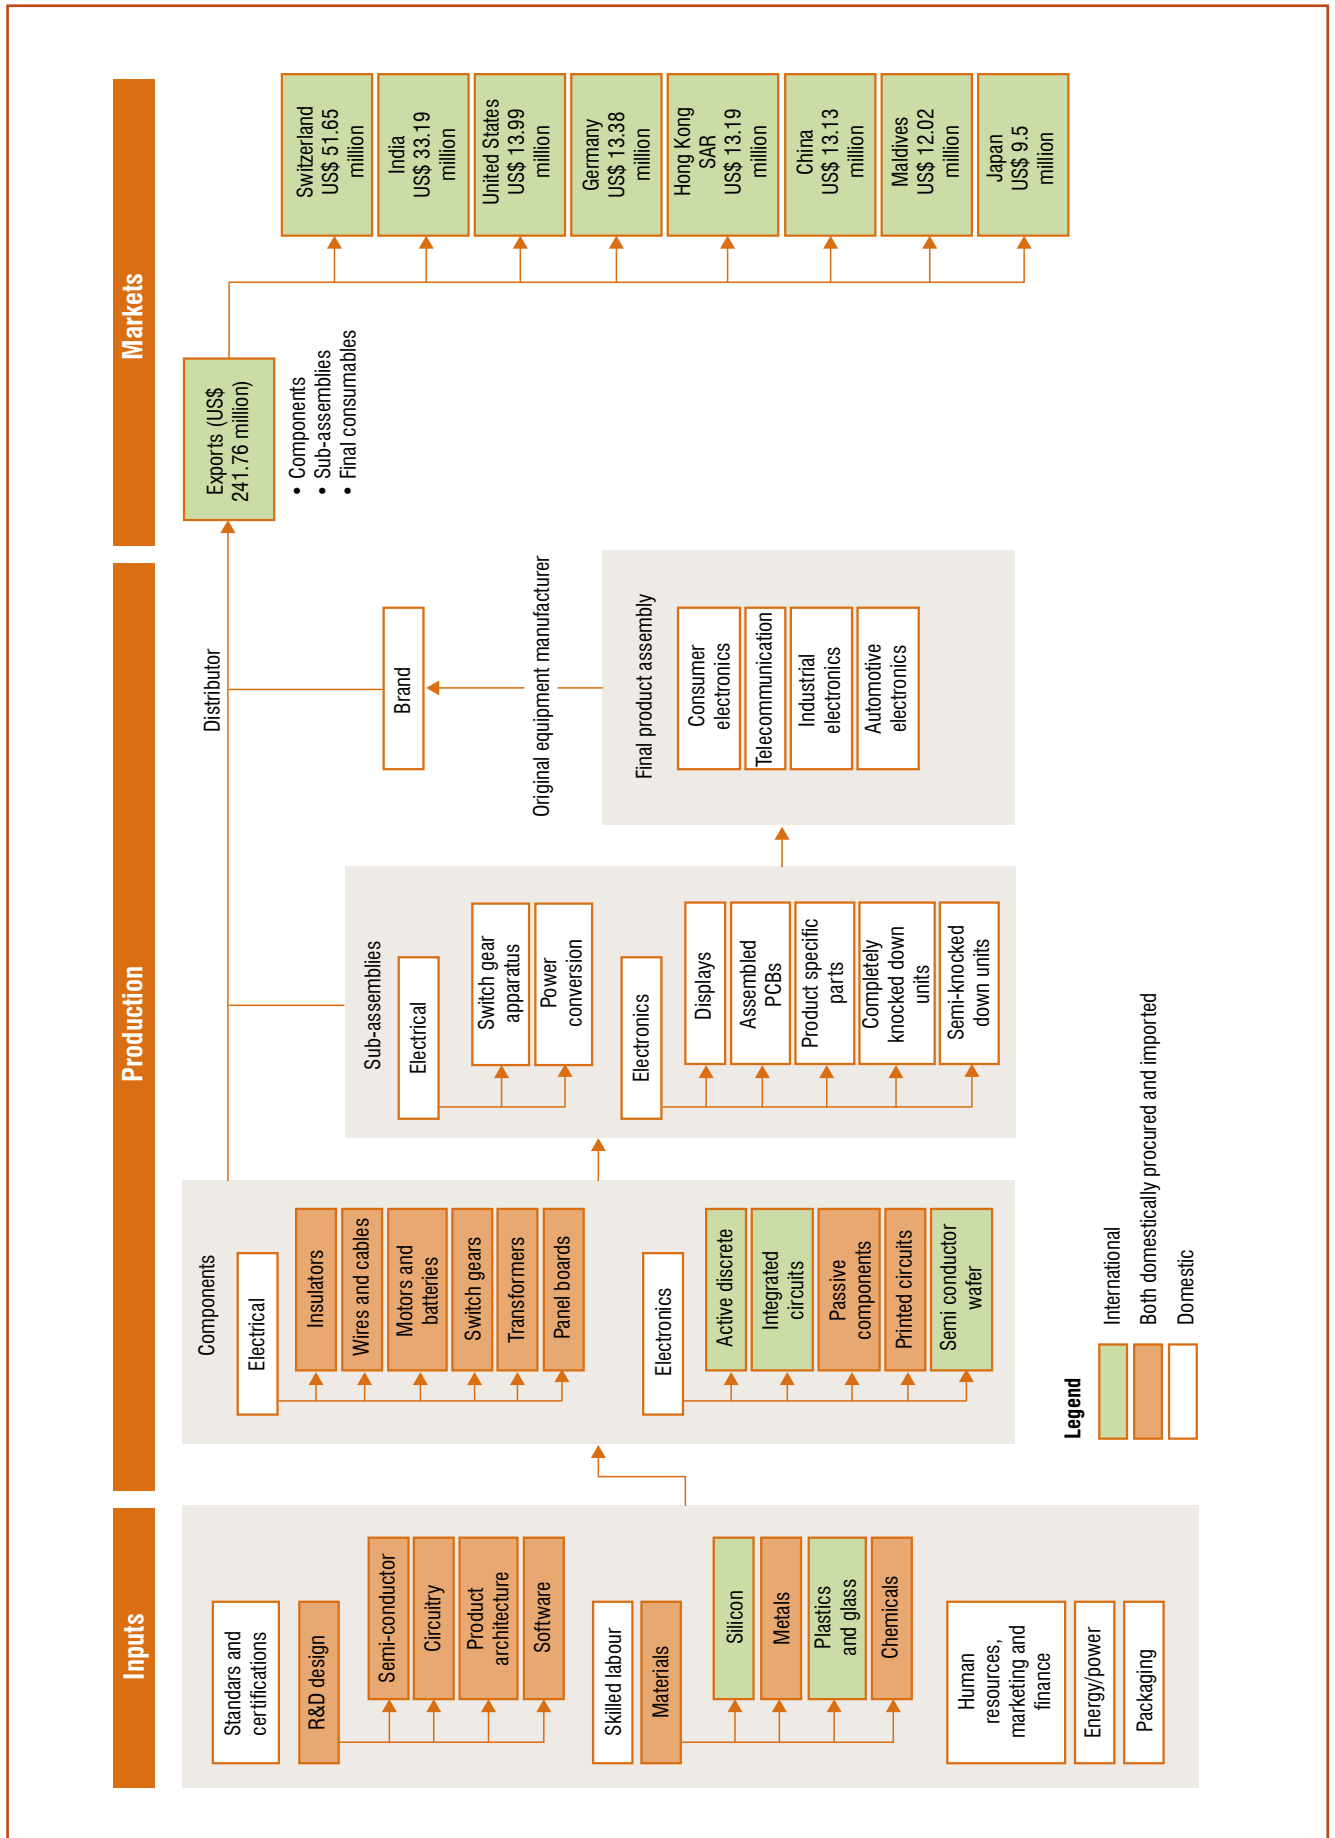 Inputs
Production
Markets
Standars and
certifications
R&D design
Semi-conductor
Circuitry
Product
architecture
Software
Skilled labour
Materials
Silicon
Metals
Plastics
and glass
Chemicals
Human
resources,
marketing and
finance
Energy/power
Packaging
Components
Electrical
Insulators
Wires and cables
Motors and
batteries
Switch gears
Transformers
Panel boards
Electronics
Active discrete
Integrated
circuits
Passive
components
Printed circuits
Semi conductor
wafer
Sub-assemblies
Electrical
Switch gear
apparatus
Power
conversion
Electronics
Displays
Assembled
PCBs
Product specific
parts
Completely
knocked down
units
Semi-knocked
down units
Distributor
Brand
Original equipment manufacturer
Final product assembly
Consumer
electronics
Telecommunication
Industrial
electronics
Automotive
electronics
Exports (US$
241.76 million)
• Components
• Sub-assemblies
• Final consumables
Switzerland
US$ 51.65
million
India
US$ 33.19
million
United States
US$ 13.99
million
Germany
US$ 13.38
million
Hong Kong
SAR
US$ 13.19
million
China
US$ 13.13
million
Maldives
US$ 12.02
million
Japan
US$ 9.5
million
Legend
International
Both domestically procured and imported
Domestic